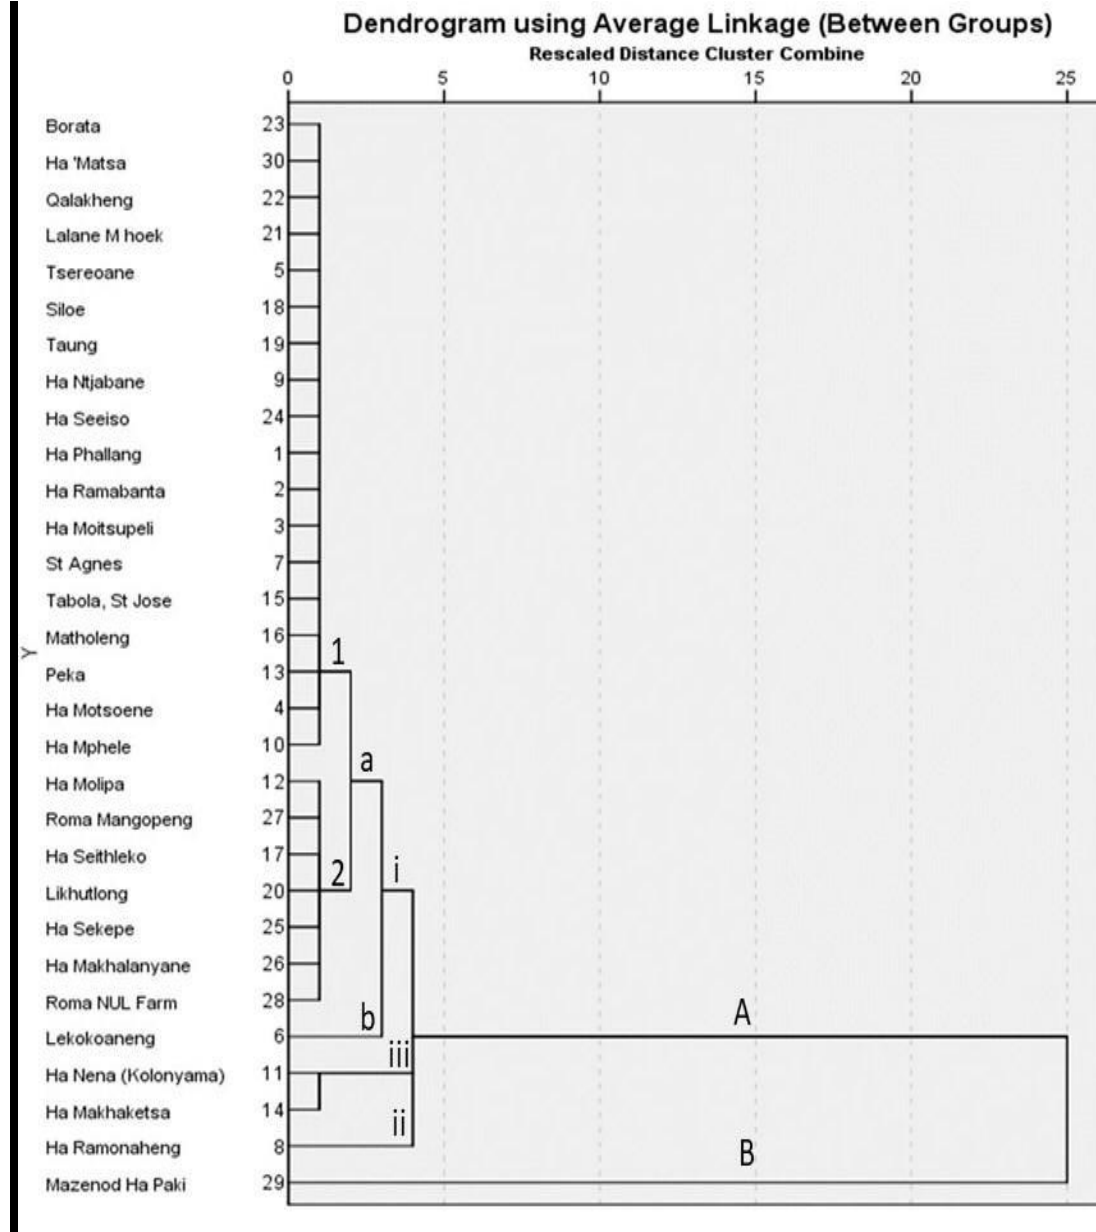 Dendrogram using Average Linkage (Between Groups)
Rescaled Distance Cluster Combine
0 5 10 15 20 25
Borata 23
Ha 'Matsa 30
Qalakheng 22
Lalane M hoek 21
Tsereoane 5
Siloe 18
Taung 19
Ha Ntjabane 9
Ha Seeiso 24
Ha Phallang 1
Ha Ramabanta 2
Ha Moitsupeli 3
St Agnes 7
Tabola, St Jose 15
Matholeng 16
Y
1
Peka 13
Ha Motsoene 4
Ha Mphele 10
a
Ha Molipa 12
Roma Mangopeng 27
Ha Seithleko 17
2 i
Likhutlong 20
Ha Sekepe 25
Ha Makhalanyane 26
Roma NUL Farm 28
b A
Lekokoaneng 6
iii
Ha Nena (Kolonyama) 11
Ha Makhaketsa 14
ii
Ha Ramonaheng 8
B
Mazenod Ha Paki 29